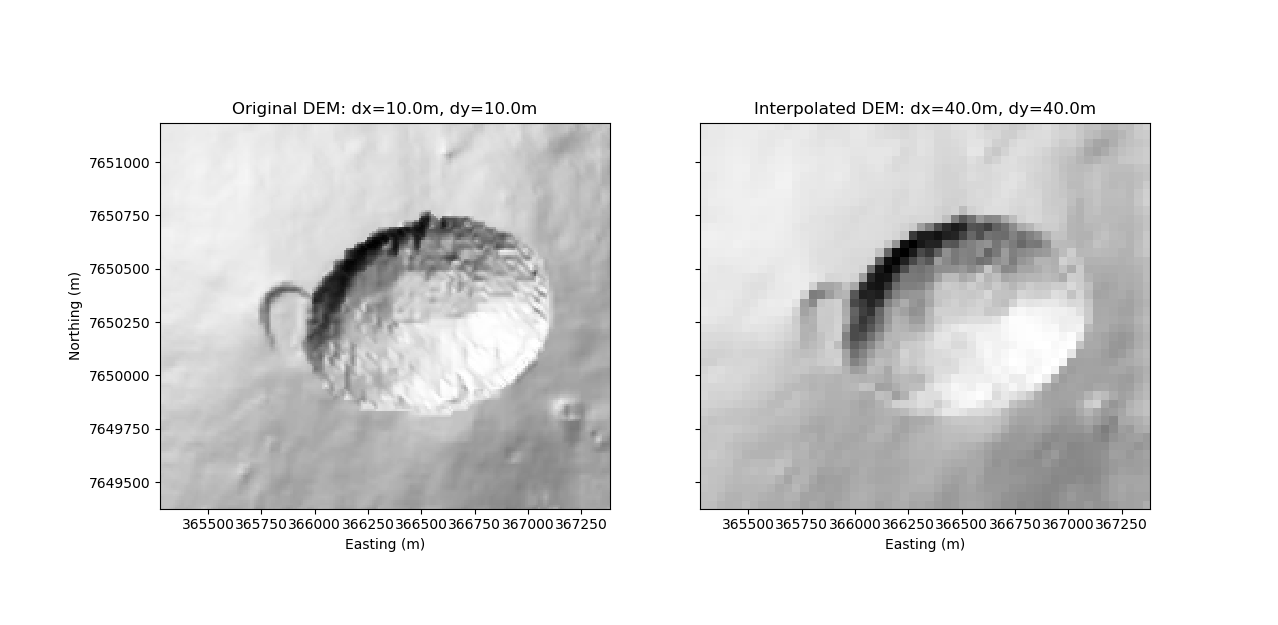 Original DEM: dx=10.0m, dy=10.0m
Northing (m)
7651000
7650750
7650500
7650250
7650000
7649750
7649500
365500 365750 366000 366250 366500 366750 367000 367250
Easting (m)
Interpolated DEM: dx=40.0m, dy=40.0m
365500 365750 366000 366250 366500 366750 367000 367250
Easting (m)